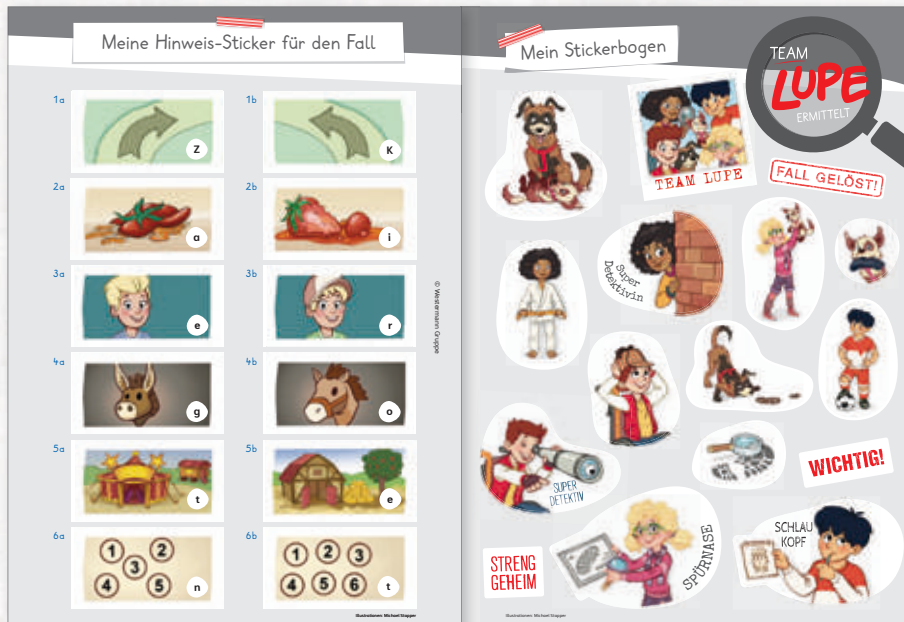 Meine Hinweis-Sticker für den Fall
1a
Z
1b
K
2a
a
2b
i
3a
e
3b
r
4a
g
4b
o
5a
t
5b
e
6a
1 2
3
4 5
n
6b
1 2 3
4 5 6
t
Illustrationen: Michael Stapper
© Westermann Gruppe
Mein Stickerbogen
TEAM
LUPE
ERMITTELT
TEAM LUPE
FALL GELÖST!
Super
Detektivin
SUPER
DETEKTIV
WICHTIG!
STRENG
GEHEIM
SPÜRNASE
SCHLAU
KOPF
Illustrationen: Michael Stapper